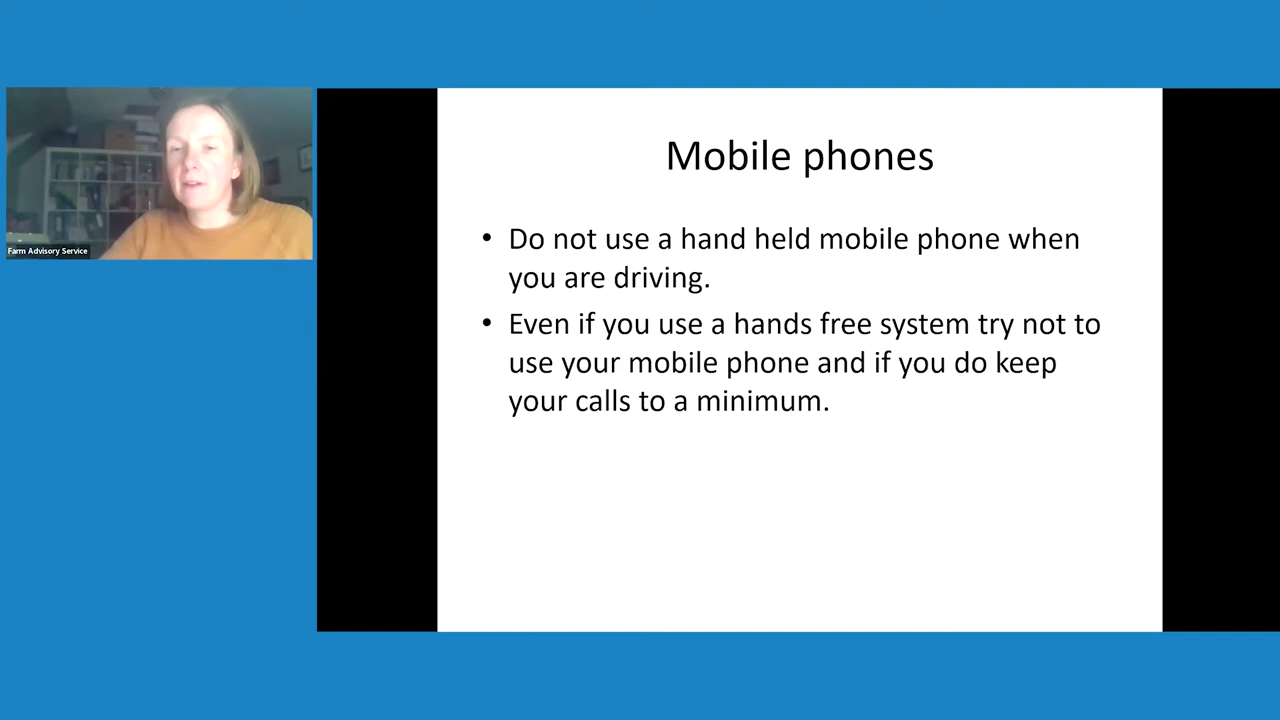 Mobile phones
• Do not use a hand held mobile phone when
you are driving.
• Even if you use a hands free system try not to
use your mobile phone and if you do keep
your calls to a minimum.
Farm Advisory Service